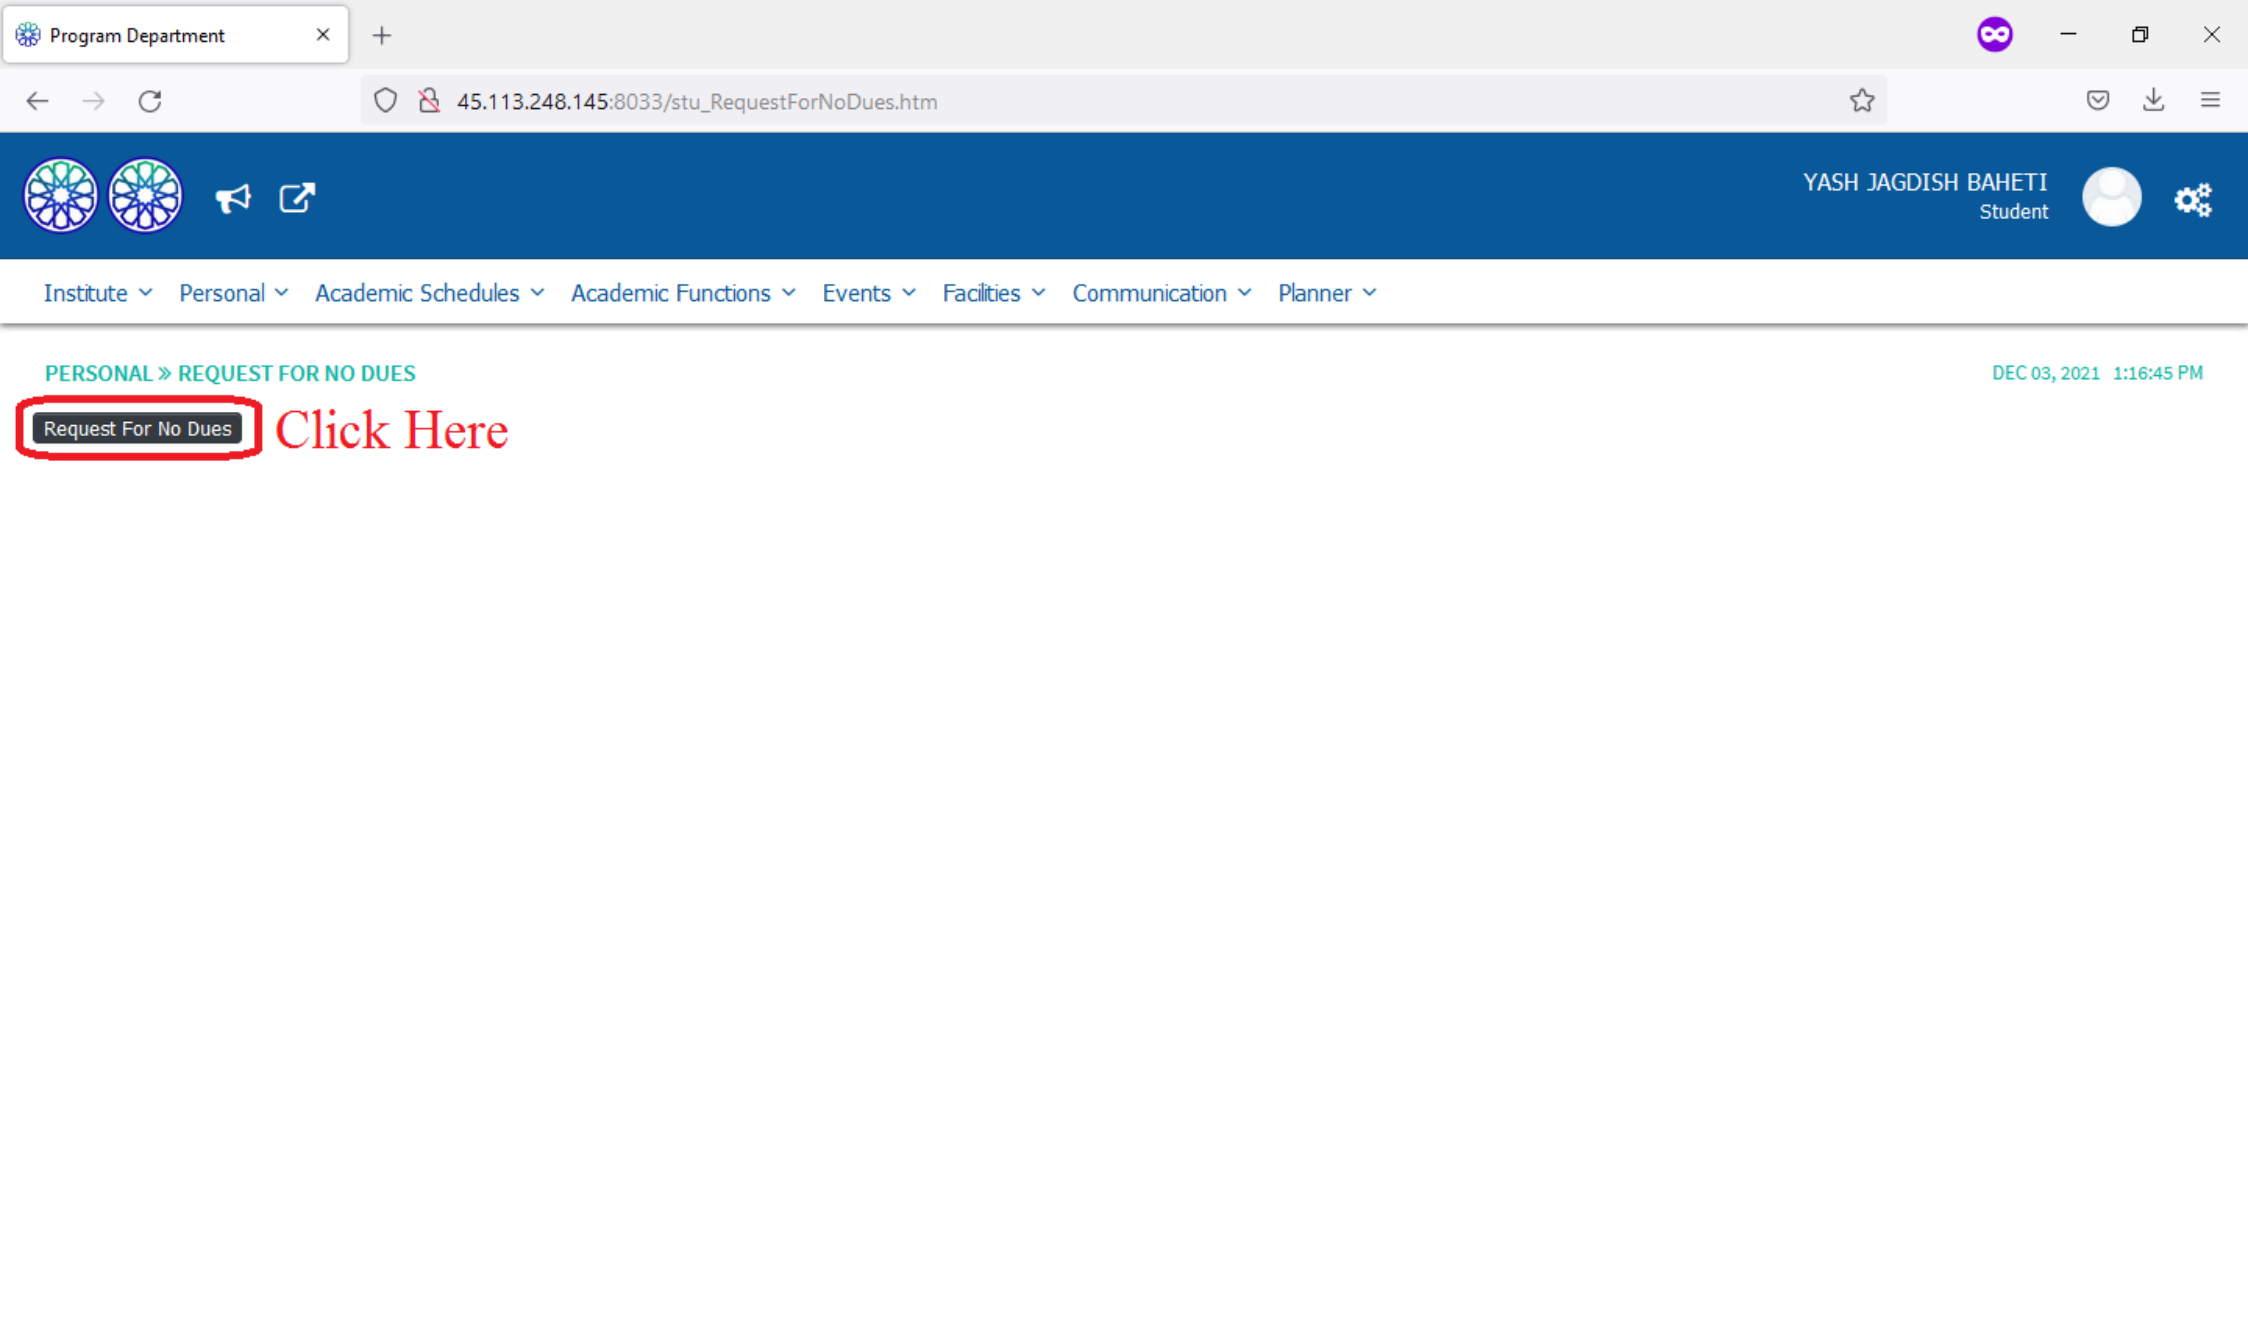 Program Department
45.113.248.145:8033/stu_RequestForNoDues.htm
YASH JAGDISH BAHETI
Student
Institute Personal Academic Schedules Academic Functions Events Facilities Communication Planner
PERSONAL » REQUEST FOR NO DUES DEC 03, 2021 1:16:45 PM
Request For No Dues Click Here